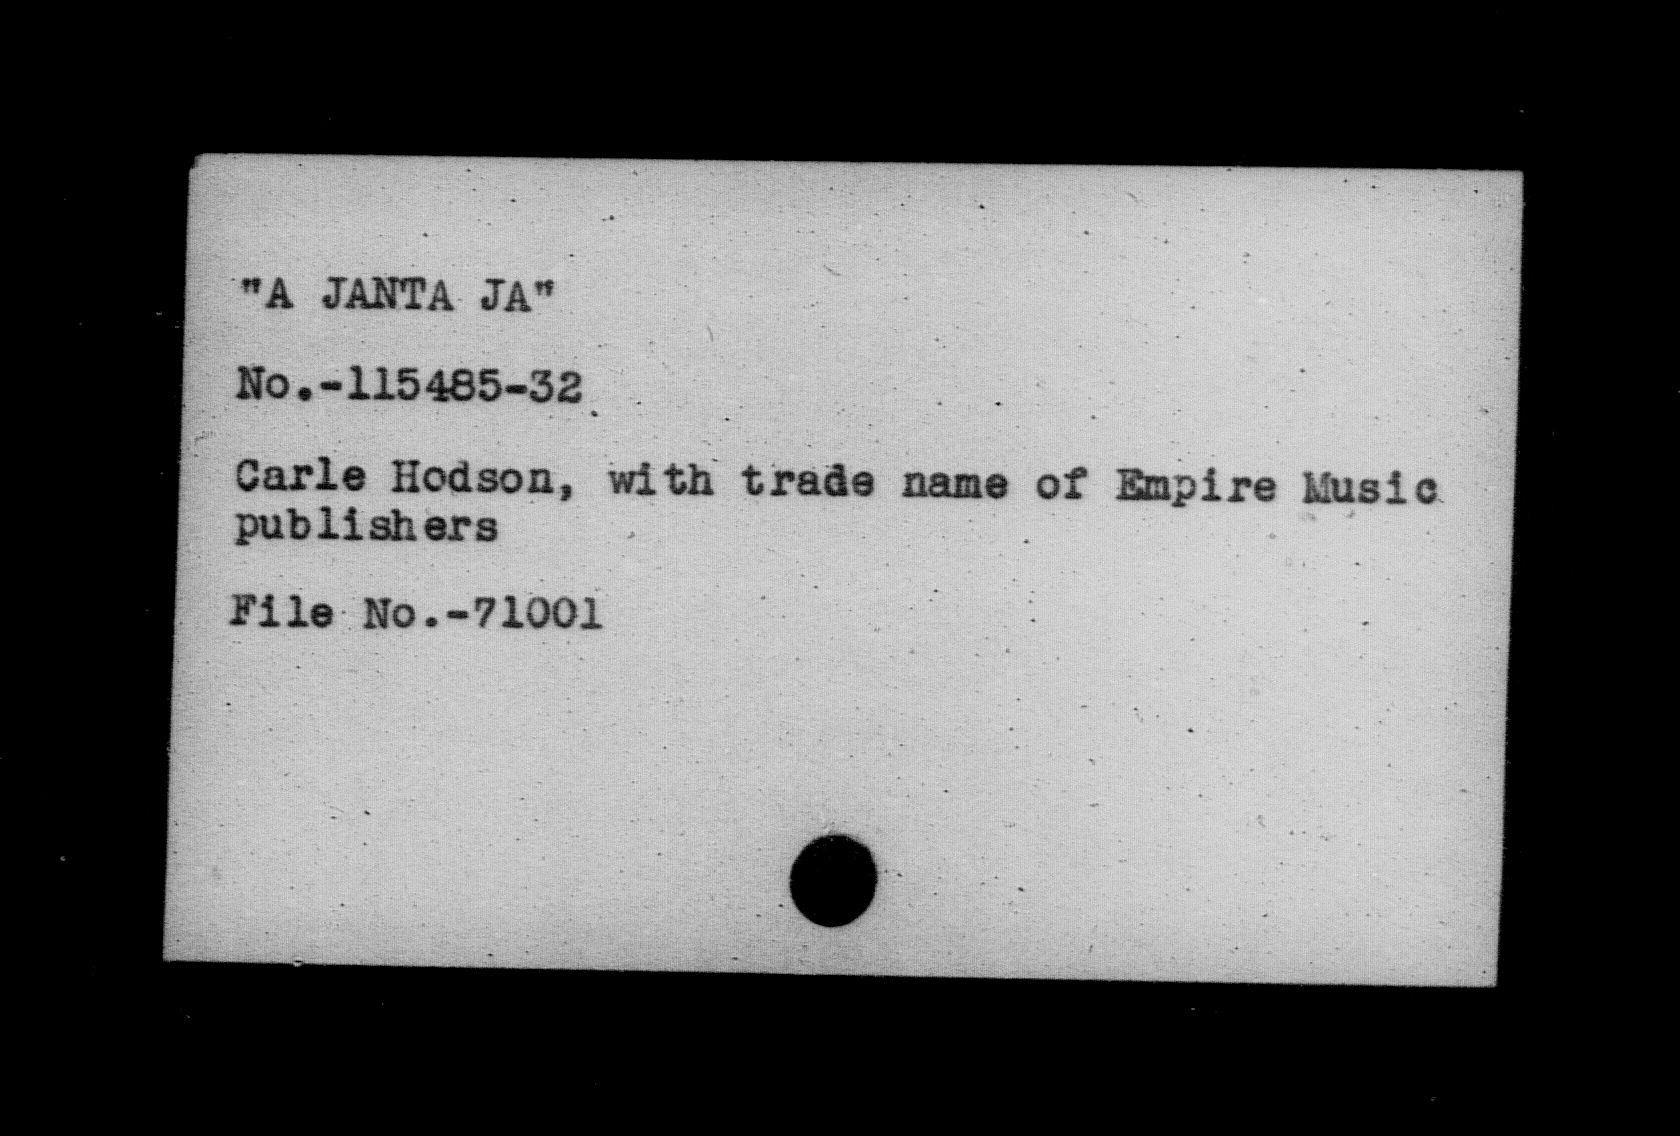 "A JANTA JA"
No.-115485-32
Carle Hodson, with trade name of Empire Music
publishers
File No.-71001